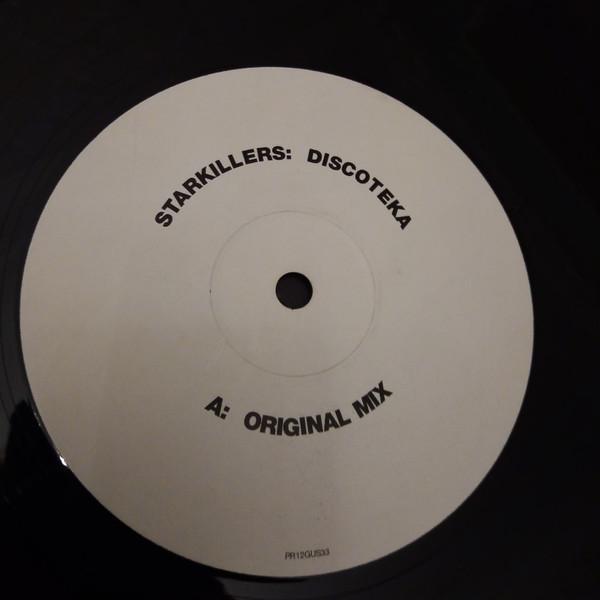 STARKILLERS: DISCOTEKA
A: ORIGINAL MIX
PR12GUS33